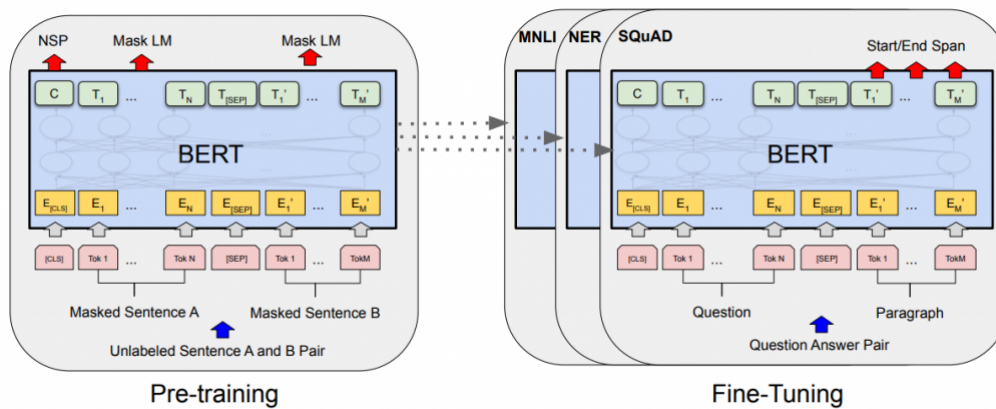 NSP Mask LM Mask LM
C T1 ... TN T[SEP] T1' ... TM'
BERT
E[CLS] E1 ... EN E[SEP] E1' ... EM'
[CLS] Tok 1 ... Tok N [SEP] Tok 1 ... TokM
Masked Sentence A Masked Sentence B
Unlabeled Sentence A and B Pair
Pre-training
MNLI NER SQuAD
Start/End Span
C T1 ... TN T[SEP] T1' ... TM'
BERT
E[CLS] E1 ... EN E[SEP] E1' ... EM'
[CLS] Tok 1 ... Tok N [SEP] Tok 1 ... TokM
Question Paragraph
Question Answer Pair
Fine-Tuning